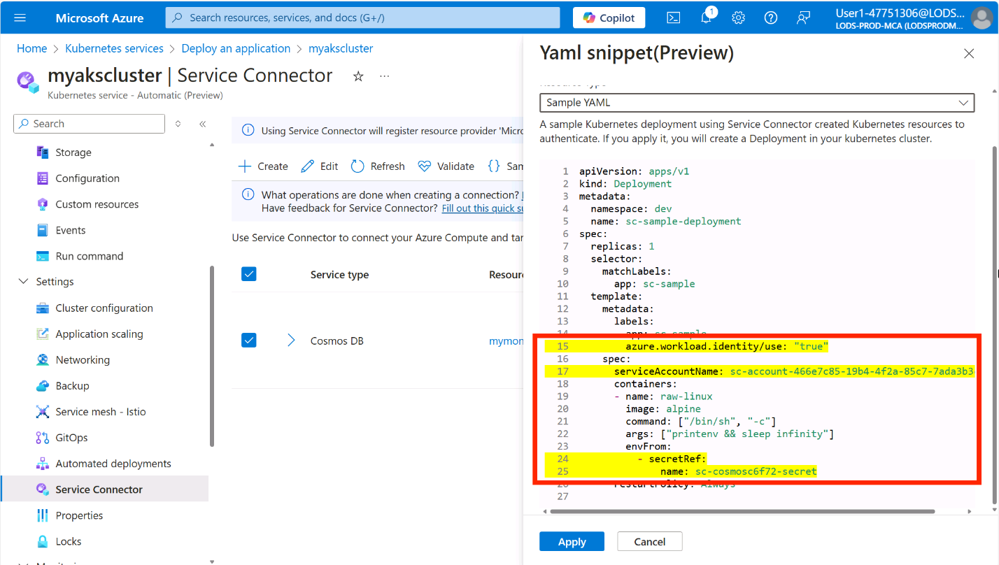 Microsoft Azure
Search resources, services, and docs (G+/)
Copilot
1
User1-47751306@LODS...
LODS-PROD-MCA (LODSPRODM...
Home > Kubernetes services > Deploy an application > myakscluster
myakscluster | Service Connector
Kubernetes service - Automatic (Preview)
Search
Storage
Configuration
Custom resources
Events
Run command
Settings
Cluster configuration
Application scaling
Networking
Backup
Service mesh - Istio
GitOps
Automated deployments
Service Connector
Properties
Locks
Using Service Connector will register resource provider 'Micro
Create Edit Refresh Validate {} Sam
What operations are done when creating a connection?
Have feedback for Service Connector? Fill out this quick su
Use Service Connector to connect your Azure Compute and tar
Service type Resour
Cosmos DB mymon
Yaml snippet(Preview)
Resource Type
Sample YAML
A sample Kubernetes deployment using Service Connector created Kubernetes resources to
authenticate. If you apply it, you will create a Deployment in your kubernetes cluster.
1 apiVersion: apps/v1
2 kind: Deployment
3 metadata:
4 namespace: dev
5 name: sc-sample-deployment
6 spec:
7 replicas: 1
8 selector:
9 matchLabels:
10 app: sc-sample
11 template:
12 metadata:
13 labels:
14 app: sc-sample
15 azure.workload.identity/use: "true"
16 spec:
17 serviceAccountName: sc-account-466e7c85-19b4-4f2a-85c7-7ada3b3
18 containers:
19 - name: raw-linux
20 image: alpine
21 command: ["/bin/sh", "-c"]
22 args: ["printenv && sleep infinity"]
23 envFrom:
24 - secretRef:
25 name: sc-cosmosc6f72-secret
26 restartPolicy: Always
27
Apply Cancel